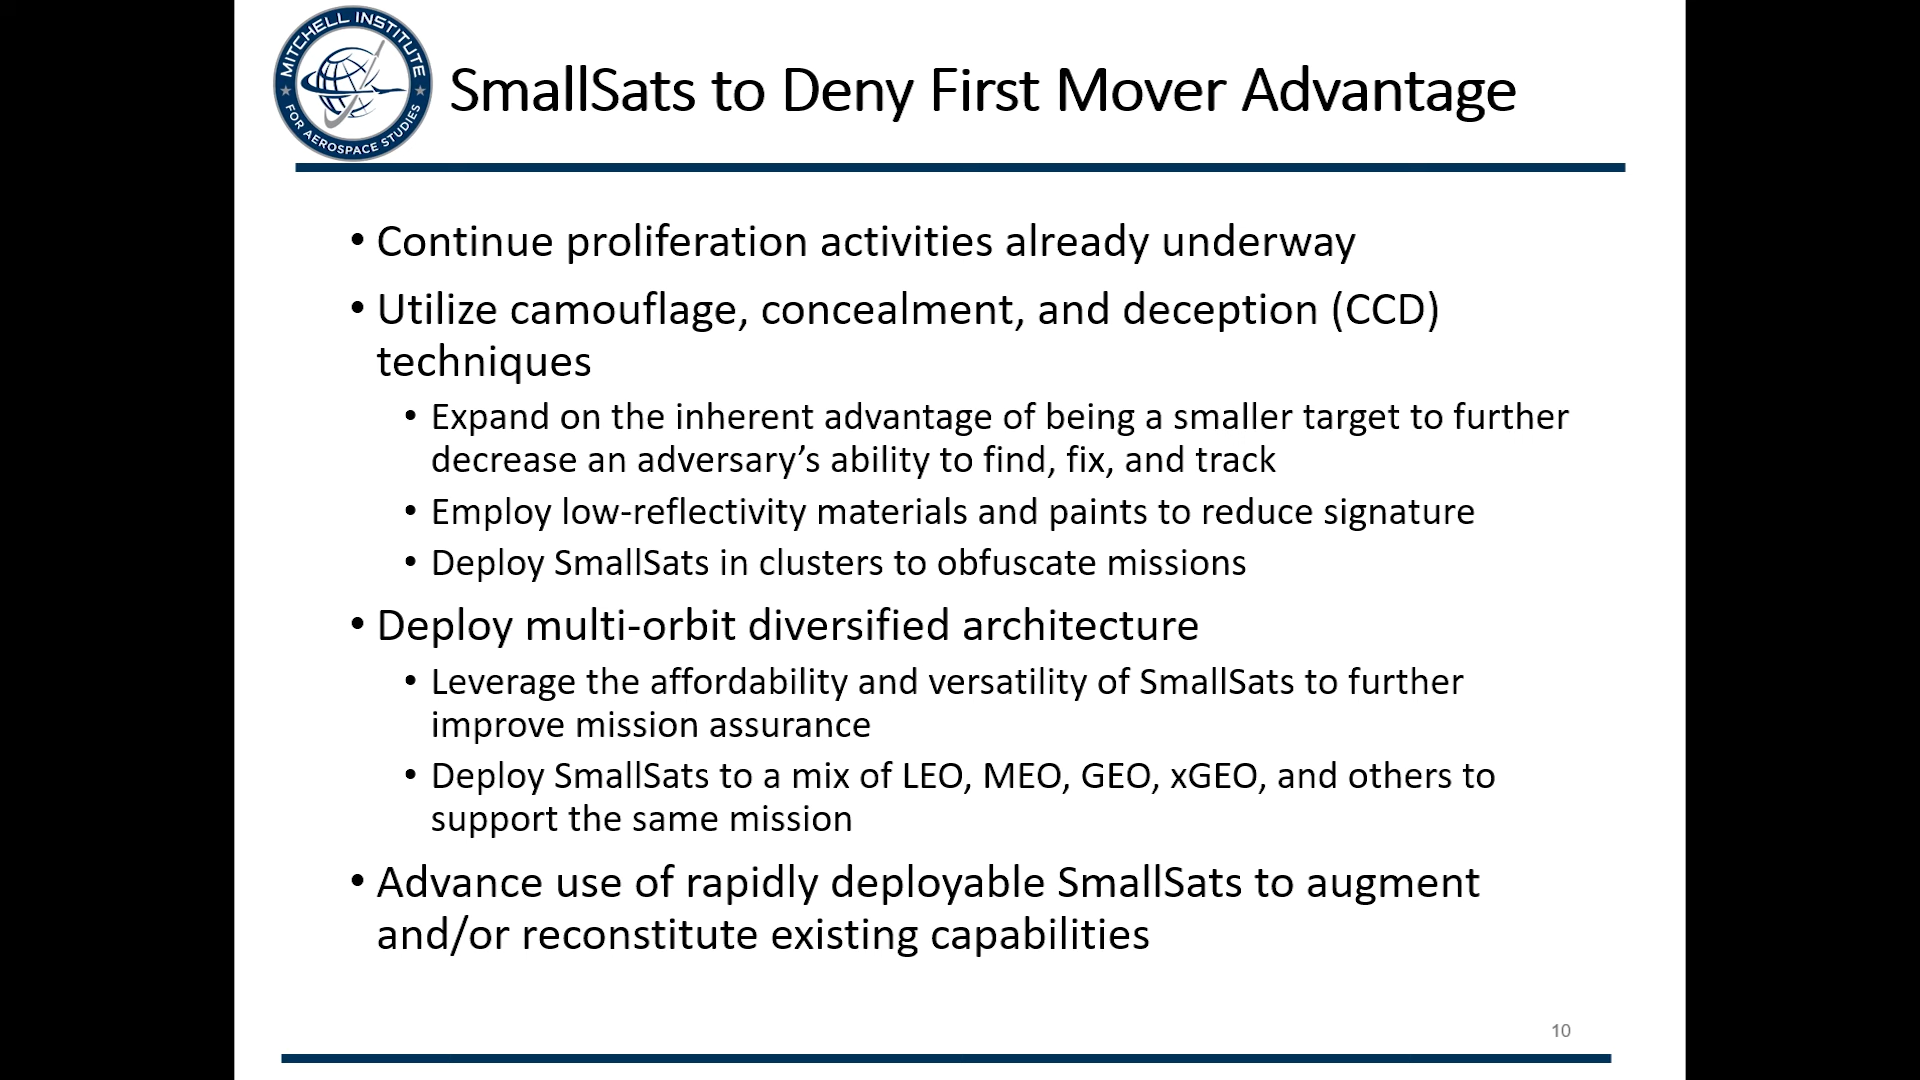 MITCHELL INSTITUTE
FOR AEROSPACE STUDIES
SmallSats to Deny First Mover Advantage
• Continue proliferation activities already underway
• Utilize camouflage, concealment, and deception (CCD)
techniques
• Expand on the inherent advantage of being a smaller target to further
decrease an adversary’s ability to find, fix, and track
• Employ low-reflectivity materials and paints to reduce signature
• Deploy SmallSats in clusters to obfuscate missions
• Deploy multi-orbit diversified architecture
• Leverage the affordability and versatility of SmallSats to further
improve mission assurance
• Deploy SmallSats to a mix of LEO, MEO, GEO, xGEO, and others to
support the same mission
• Advance use of rapidly deployable SmallSats to augment
and/or reconstitute existing capabilities
10